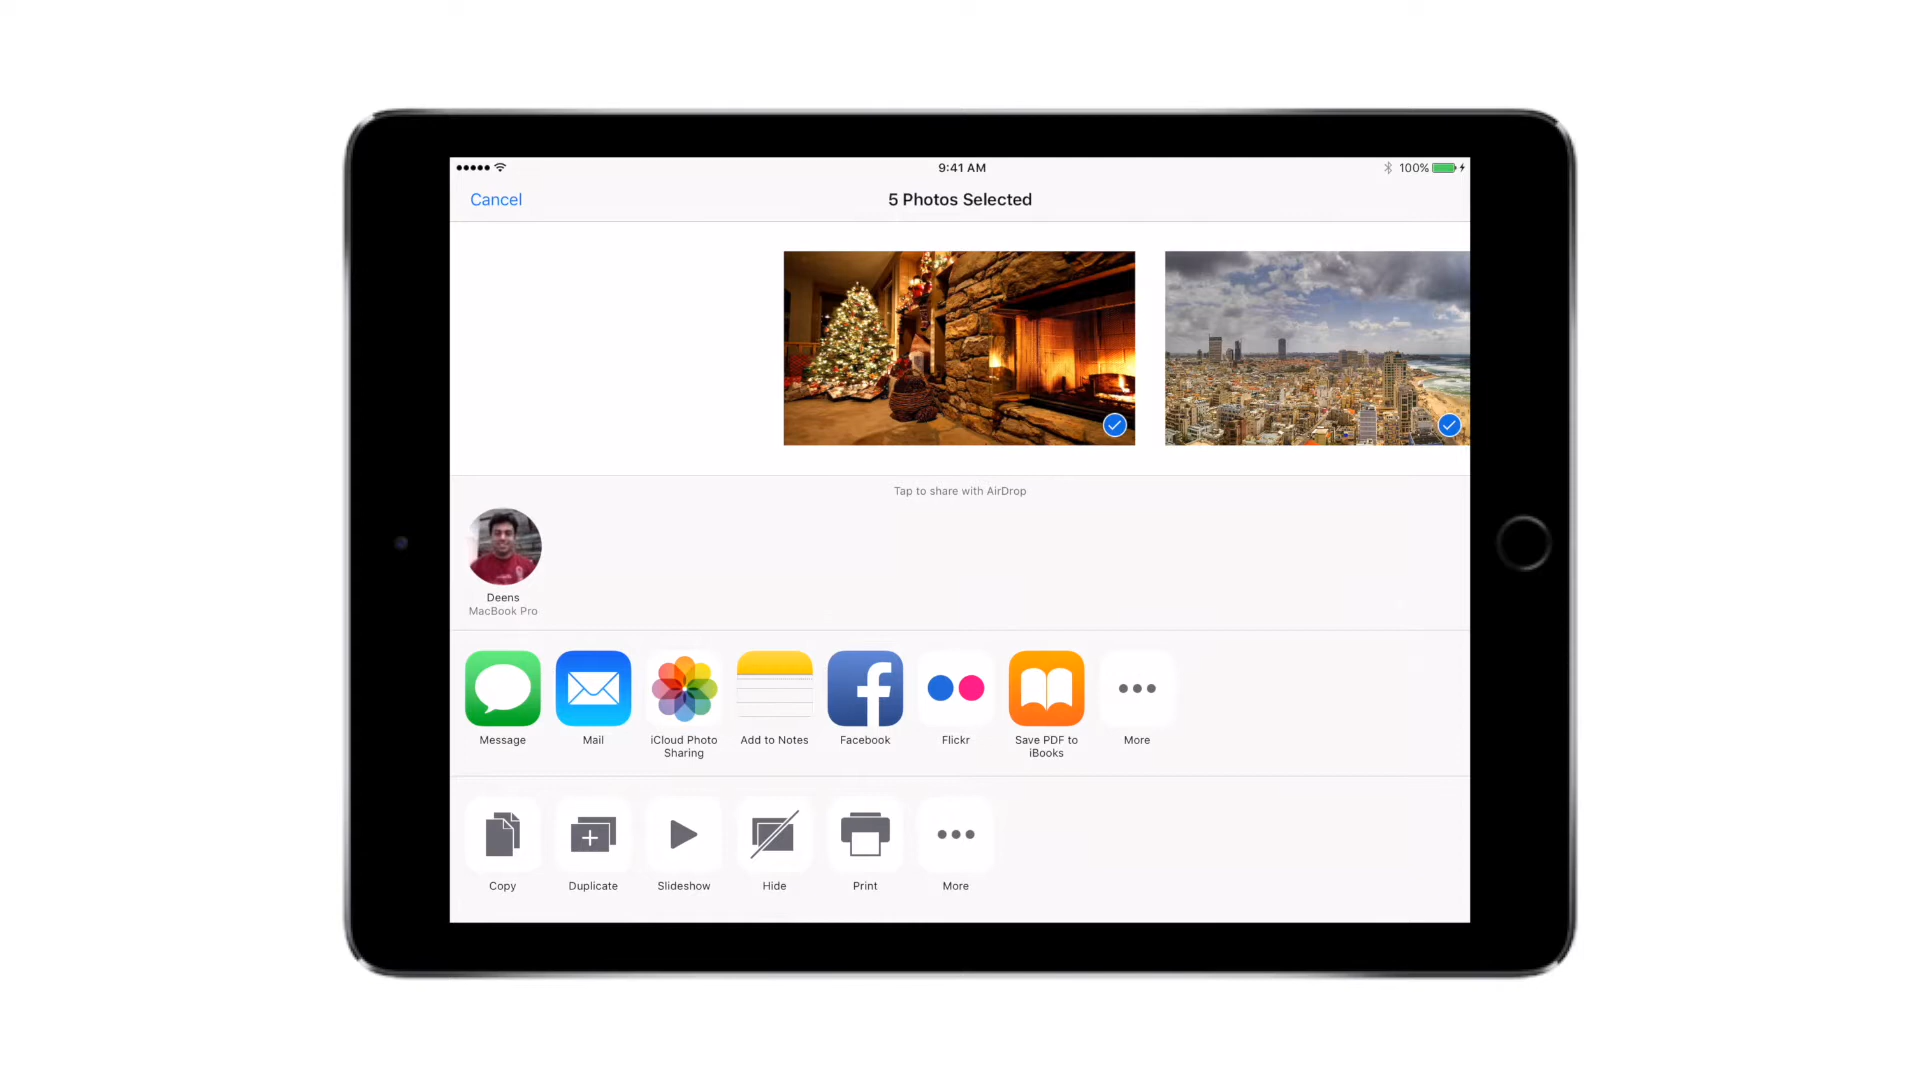 9:41 AM
100%
Cancel
5 Photos Selected
Tap to share with AirDrop
Deens
MacBook Pro
Message
Mail
iCloud Photo
Sharing
Add to Notes
Facebook
Flickr
Save PDF to
iBooks
More
Copy
Duplicate
Slideshow
Hide
Print
More